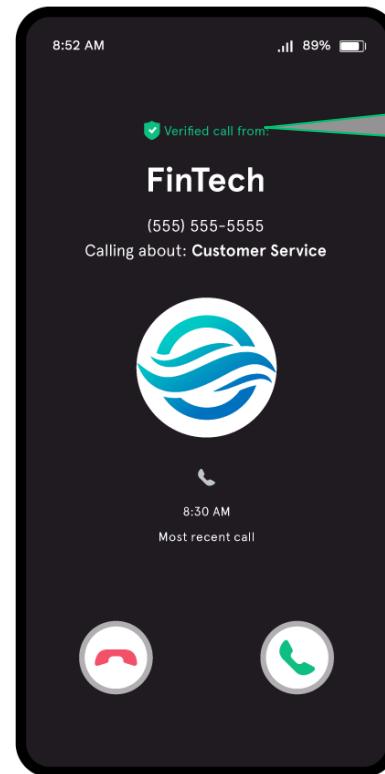 8:52 AM 89%
Verified call from:
FinTech
(555) 555-5555
Calling about: Customer Service
8:30 AM
Most recent call